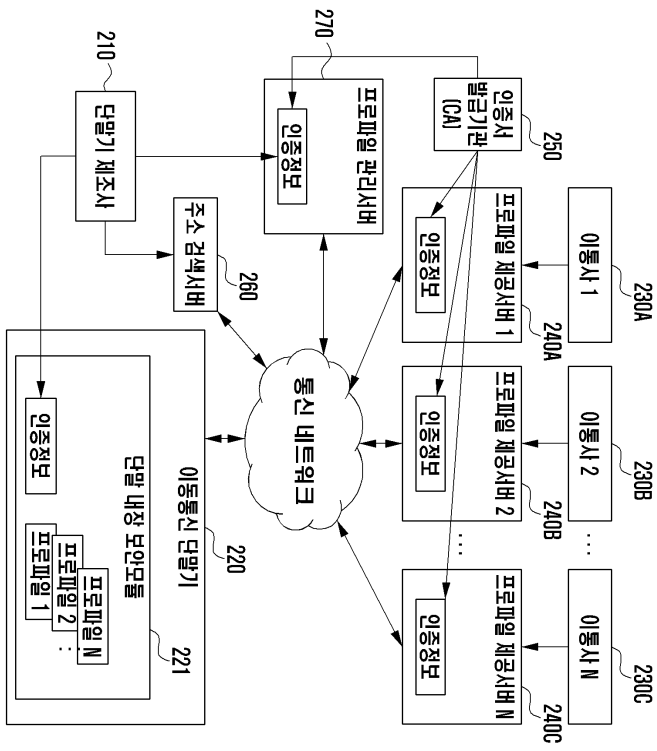 230A
230B
230C
이통사 1
이통사 2
...
이통사 N
250
240A
240B
240C
인증서
발급기관
(CA)
프로파일 제공서버 1
프로파일 제공서버 2
...
프로파일 제공서버 N
인증정보
인증정보
인증정보
270
프로파일 관리서버
인증정보
통신 네트워크
260
주소 검색서버
210
단말기 제조사
220
이동통신 단말기
221
단말 내장 보안모듈
프로파일 N
...
프로파일 2
프로파일 1
인증정보